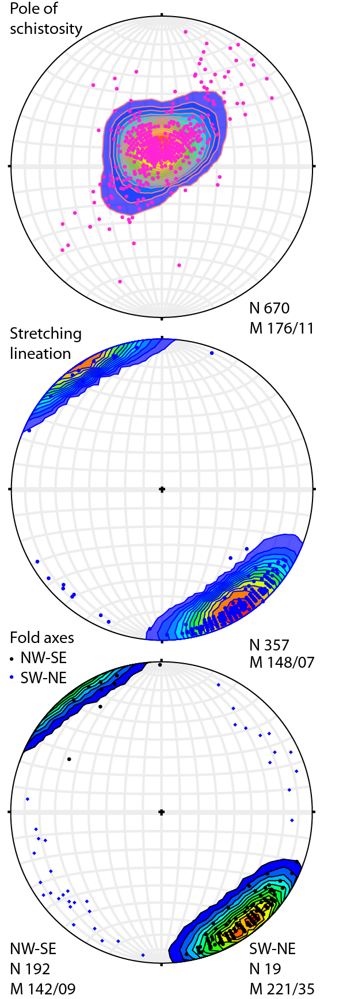 Pole of
schistosity
N 670
M 176/11
Stretching
lineation
N 357
M 148/07
Fold axes
NW-SE
SW-NE
NW-SE
N 192
M 142/09
SW-NE
N 19
M 221/35